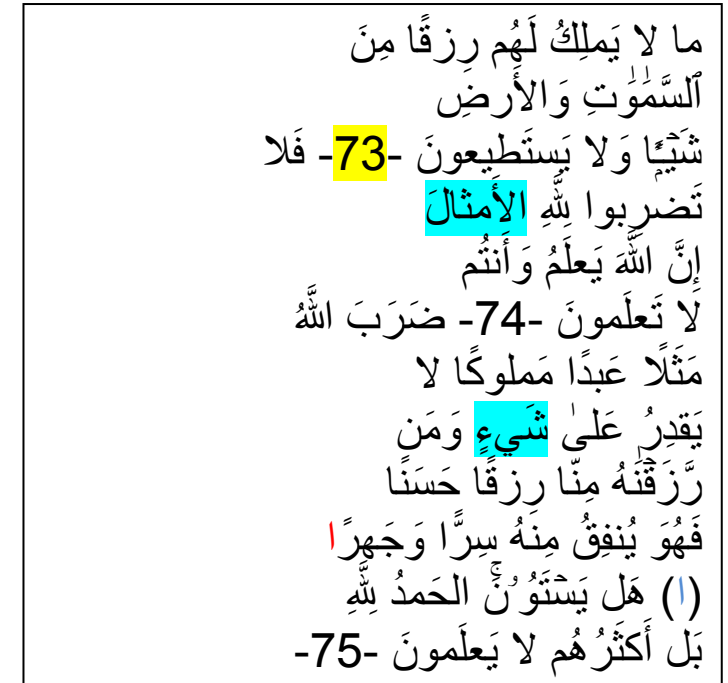 ما لا يَملِكُ لَهُم رِزقًا مِنَ
ٱلسَّمَٰوَٰتِ وَالأَرضِ
شَيۡـًٔا وَلا يَستَطيعونَ -73- فَلا
تَضرِبوا لِلَّهِ الأَمثالَ
إِنَّ اللَّهَ يَعلَمُ وَأَنتُم
لا تَعلَمونَ -74- ضَرَبَ اللَّهُ
مَثَلًا عَبدًا مَملوكًا لا
يَقدِرُ عَلىٰ شَيءٍ وَمَن
رَّزَقۡنَٰهُ مِنّا رِزقًا حَسَنًا
فَهُوَ يُنفِقُ مِنهُ سِرًّا وَجَهرًا
(ا) هَل يَسۡتَوُۥنَۚ الحَمدُ لِلَّهِ
بَل أَكثَرُهُم لا يَعلَمونَ -75-